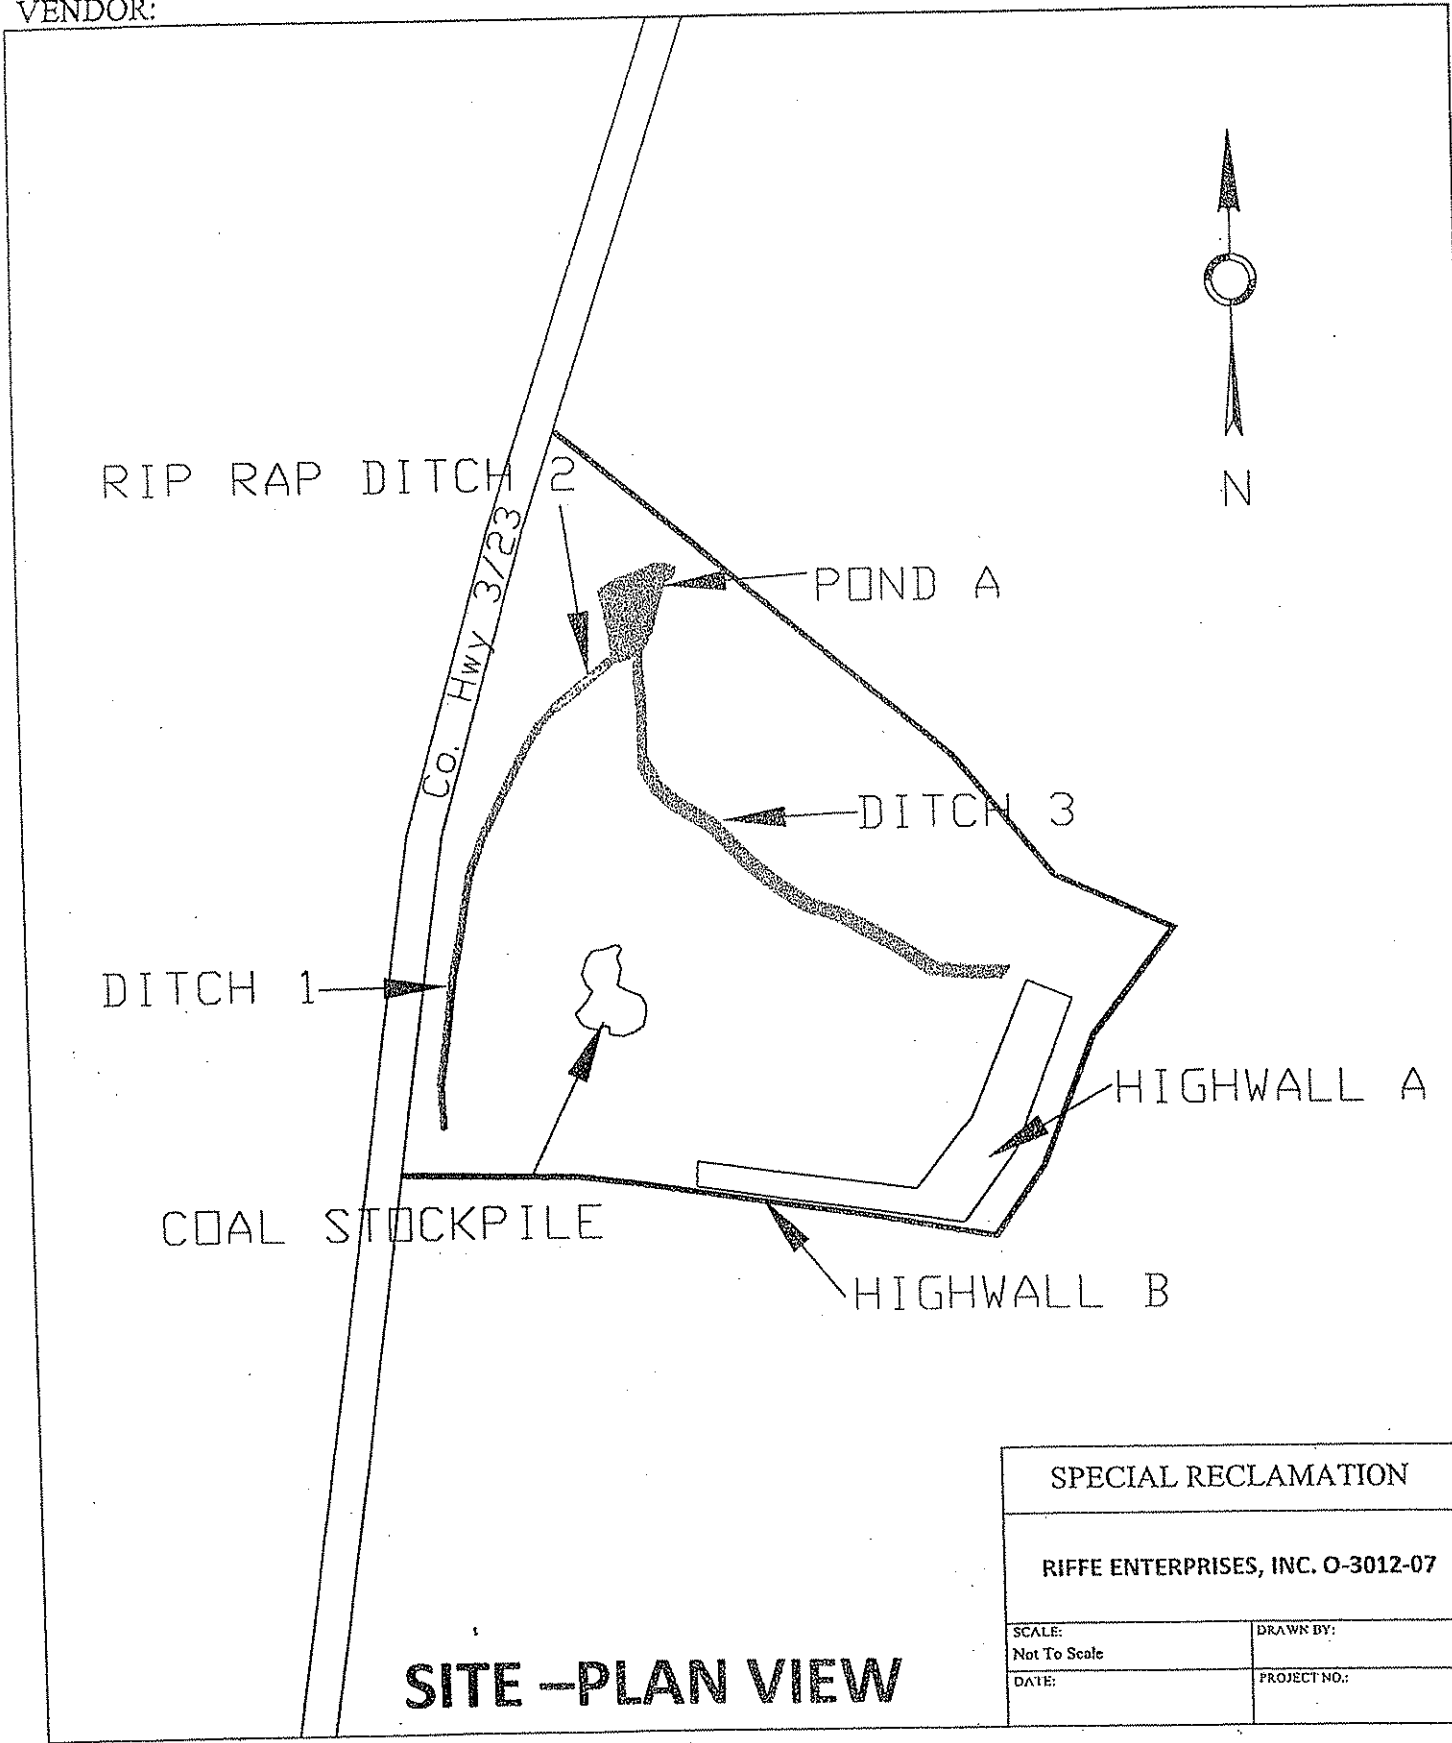 VENDOR:
N
RIP RAP DITCH 2
Co. Hwy 3/23
POND A
DITCH 3
DITCH 1
HIGHWALL A
COAL STOCKPILE
HIGHWALL B
SPECIAL RECLAMATION
RIFFE ENTERPRISES, INC. O-3012-07
SCALE:
Not To Scale
DRAWN BY:
DATE:
PROJECT NO.:
SITE –PLAN VIEW